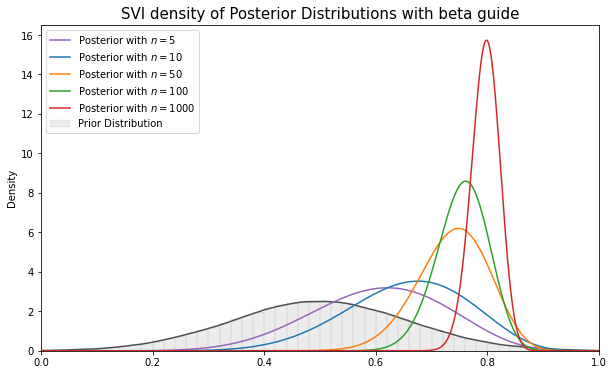 SVI density of Posterior Distributions with beta guide
Posterior with n = 5
Posterior with n = 10
Posterior with n = 50
Posterior with n = 100
Posterior with n = 1000
Prior Distribution
Density
16
14
12
10
8
6
4
2
0
0.0 0.2 0.4 0.6 0.8 1.0